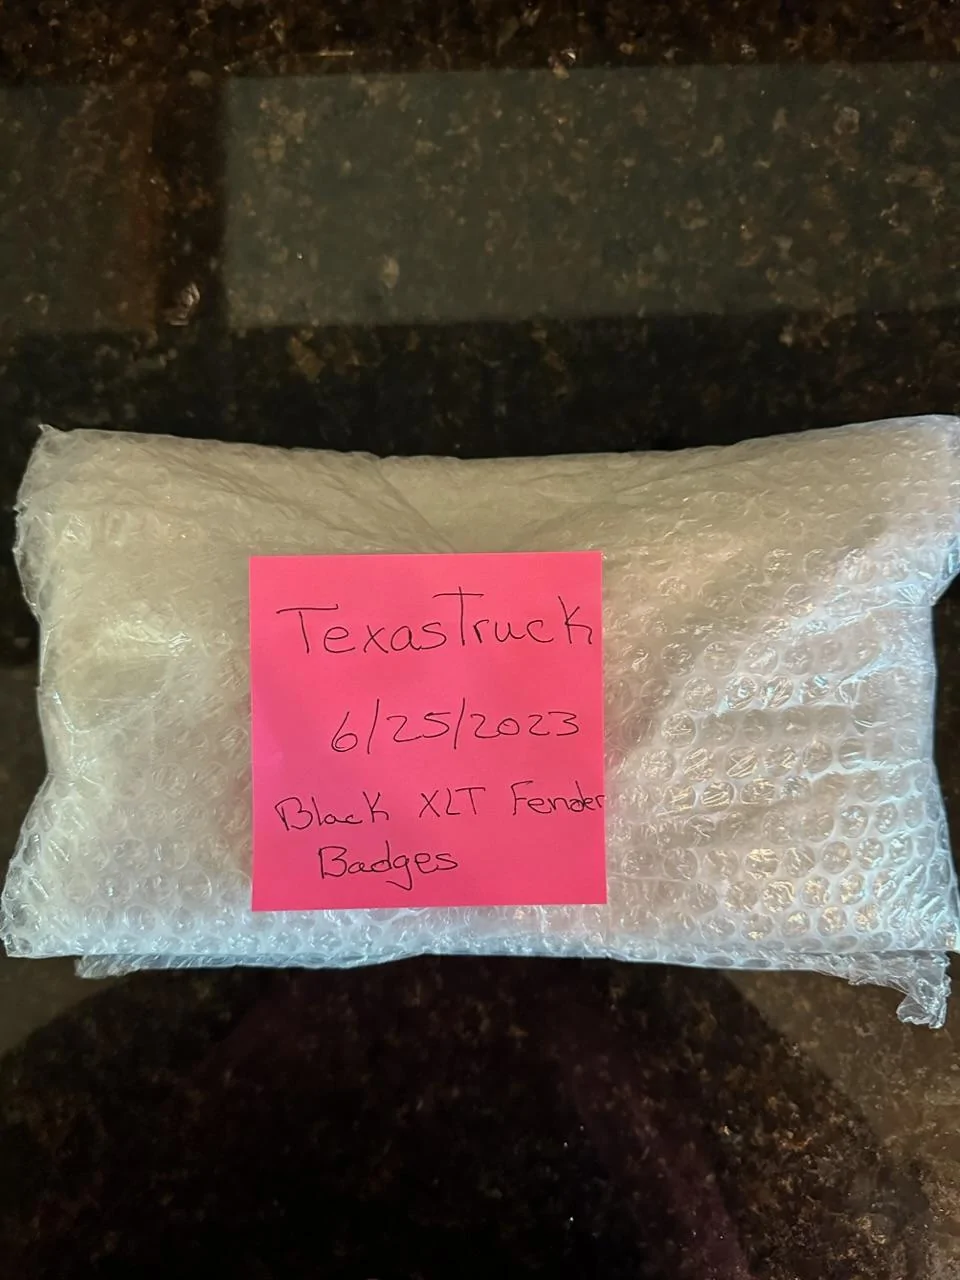 TexasTruck
6/25/2023
Black XLT Fender
Badges